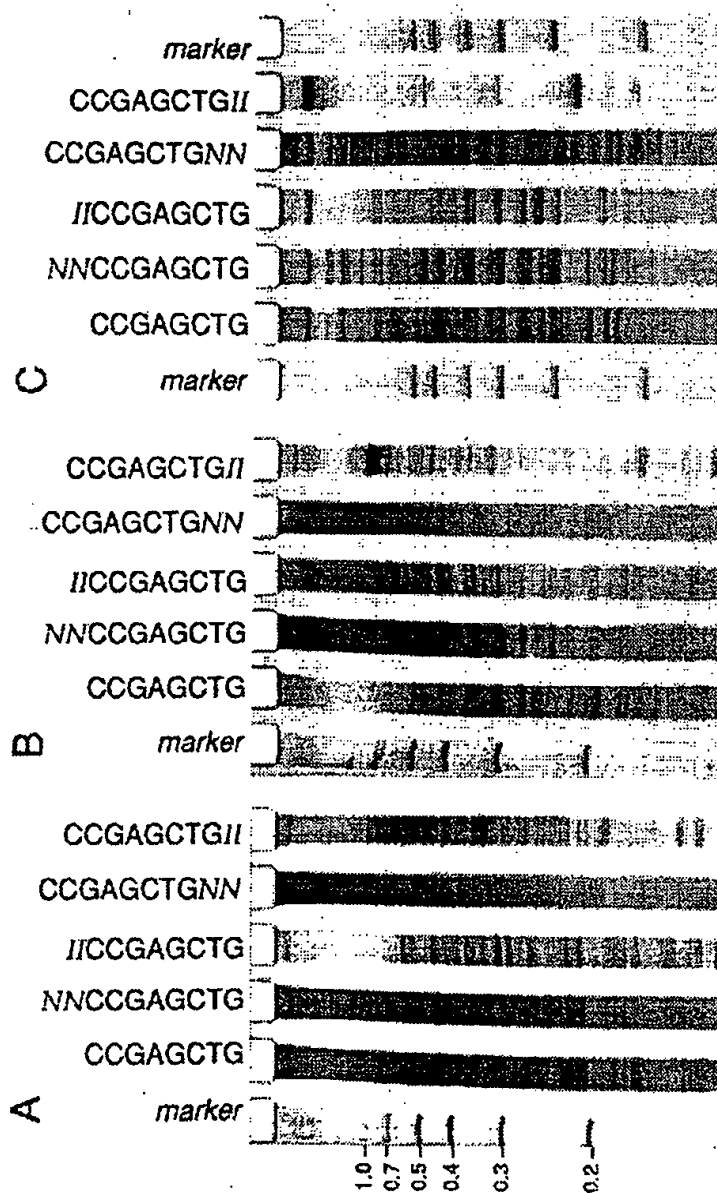 C
marker
CCGAGCTGII
CCGAGCTGNN
IICCGAGCTG
NNCCGAGCTG
CCGAGCTG
marker
B
CCGAGCTGII
CCGAGCTGNN
IICCGAGCTG
NNCCGAGCTG
CCGAGCTG
marker
A
CCGAGCTGII
CCGAGCTGNN
IICCGAGCTG
NNCCGAGCTG
CCGAGCTG
marker
1.0
0.7
0.5
0.4
0.3
0.2